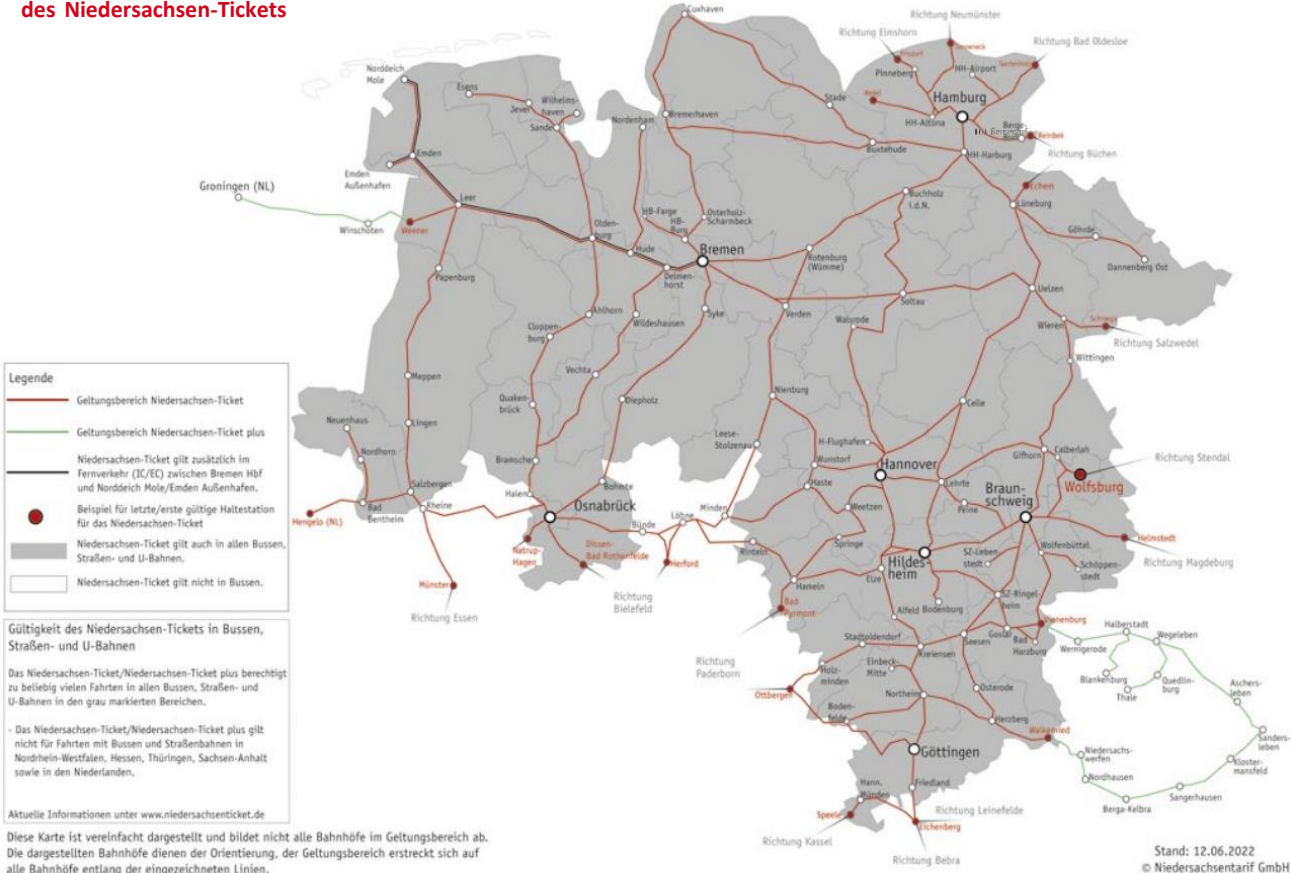 des Niedersachsen-Tickets
Cuxhaven
Richtung Neumünster
Richtung Elmshorn
Richtung Bad Oldesloe
Pinneberg
HH-Airport
Norddeich
Mole
Esens
Jever
Wilhelms-
haven
Sande
Nordenham
Bremerhaven
Stade
Wedel
Hamburg
HH-Altona
Reinbek
Buxtehude
HH-Harburg
Richtung Büchen
Emden
Emden
Außenhafen
Groningen (NL)
Leer
Winschoten
Weener
Olden-
burg
HB-Farge
HB-
Burg
Osterholz-
Scharmbeck
Buchholz
i.d.N.
Echem
Lüneburg
Göhrde
Dannenberg Ost
Hude
Bremen
Delmen-
horst
Rotenburg
(Wümme)
Papenburg
Uelzen
Ahlhorn
Wildeshausen
Syke
Verden
Soltau
Walsrode
Wieren
Schnega
Richtung Salzwedel
Cloppen-
burg
Wittingen
Vechta
Meppen
Quaken-
brück
Diepholz
Nienburg
Celle
Legende
Geltungsbereich Niedersachsen-Ticket
Geltungsbereich Niedersachsen-Ticket plus
Niedersachsen-Ticket gilt zusätzlich im
Fernverkehr (IC/EC) zwischen Bremen Hbf
und Norddeich Mole/Emden Außenhafen.
Beispiel für letzte/erste gültige Haltestation
für das Niedersachsen-Ticket
Niedersachsen-Ticket gilt auch in allen Bussen,
Straßen- und U-Bahnen.
Niedersachsen-Ticket gilt nicht in Bussen.
Neuenhaus
Lingen
Nordhorn
Leese-
Stolzenau
H-Flughafen
Wunstorf
Hannover
Gifhorn
Calberlah
Richtung Stendal
Wolfsburg
Bramsche
Salzbergen
Bad
Bentheim
Rheine
Hengelo (NL)
Halen
Bohmte
Osnabrück
Haste
Lehrte
Peine
Braun-
schweig
Minden
Weetzen
Löhne
Bünde
Natrup-
Hagen
Dissen-
Bad Rothenfelde
Herford
Rinteln
Springe
Hildes-
heim
SZ-Leben
stedt
Wolfenbüttel
Helmstedt
Richtung Magdeburg
Schöppen-
stedt
Münster
Richtung Essen
Richtung
Bielefeld
Hameln
Elze
Bad
Pyrmont
Alfeld
Bodenburg
SZ-Ringel-
heim
Vienenburg
Goslar
Bad
Harzburg
Halberstadt
Wegeleben
Wernigerode
Stadtoldendorf
Kreiensen
Seesen
Richtung
Paderborn
Holz-
minden
Einbeck-
Mitte
Blankenburg
Thale
Quedlin-
burg
Aschers-
leben
Ottbergen
Northeim
Osterode
Boden-
felde
Herzberg
Walkenried
Sanders-
leben
Göttingen
Niedersachs-
werfen
Kloster-
mansfeld
Nordhausen
Berga-Kelbra
Sangerhausen
Hann.
Münden
Friedland
Speele
Richtung Leinefelde
Eichenberg
Richtung Kassel
Richtung Bebra
Gültigkeit des Niedersachsen-Tickets in Bussen,
Straßen- und U-Bahnen
Das Niedersachsen-Ticket/Niedersachsen-Ticket plus berechtigt
zu beliebig vielen Fahrten in allen Bussen, Straßen- und
U-Bahnen in den grau markierten Bereichen.
- Das Niedersachsen-Ticket/Niedersachsen-Ticket plus gilt
nicht für Fahrten mit Bussen und Straßenbahnen in
Nordrhein-Westfalen, Hessen, Thüringen, Sachsen-Anhalt
sowie in den Niederlanden.
Aktuelle Informationen unter www.niedersachsenticket.de
Diese Karte ist vereinfacht dargestellt und bildet nicht alle Bahnhöfe im Geltungsbereich ab.
Die dargestellten Bahnhöfe dienen der Orientierung, der Geltungsbereich erstreckt sich auf
alle Bahnhöfe entlang der eingezeichneten Linien.
Stand: 12.06.2022
© Niedersachsentarif GmbH